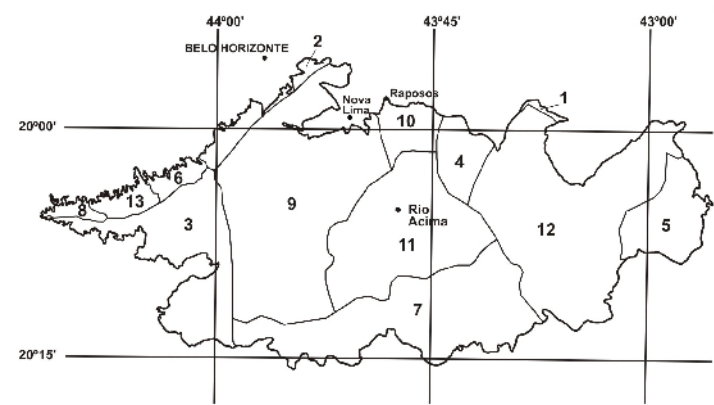 44º00' 43º45' 43º00'
BELO HORIZONTE
2
Nova
Lima
Raposos
1
20º00'
10
4
6
8
13
3
9
Rio
Acima
11
12
5
7
20º15'